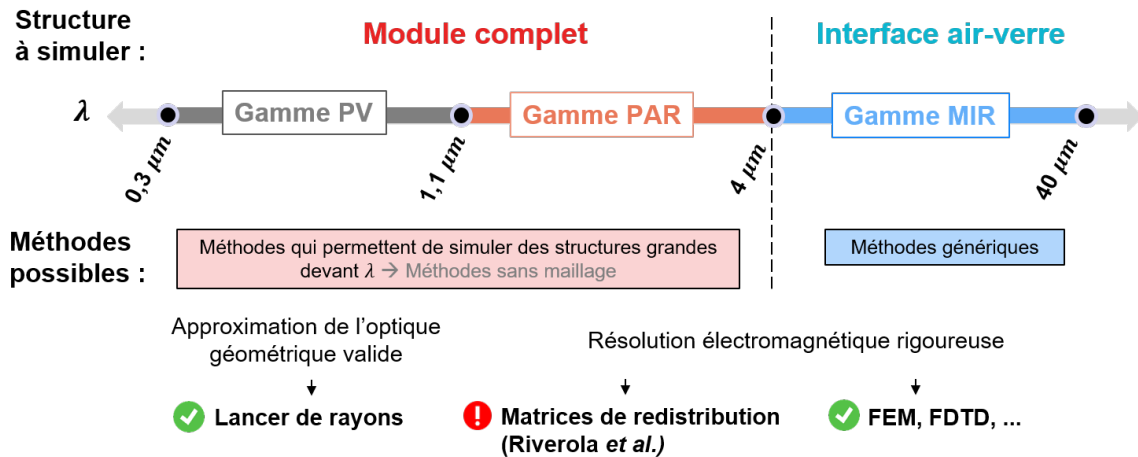 Structure
à simuler :
Module complet
Interface air-verre
λ
Gamme PV
Gamme PAR
Gamme MIR
0,3 μm
1,1 μm
4 μm
40 μm
Méthodes
possibles :
Méthodes qui permettent de simuler des structures grandes
devant λ → Méthodes sans maillage
Méthodes génériques
Approximation de l’optique
géométrique valide
Résolution électromagnétique rigoureuse
Lancer de rayons
Matrices de redistribution
(Riverola et al.)
FEM, FDTD, ...